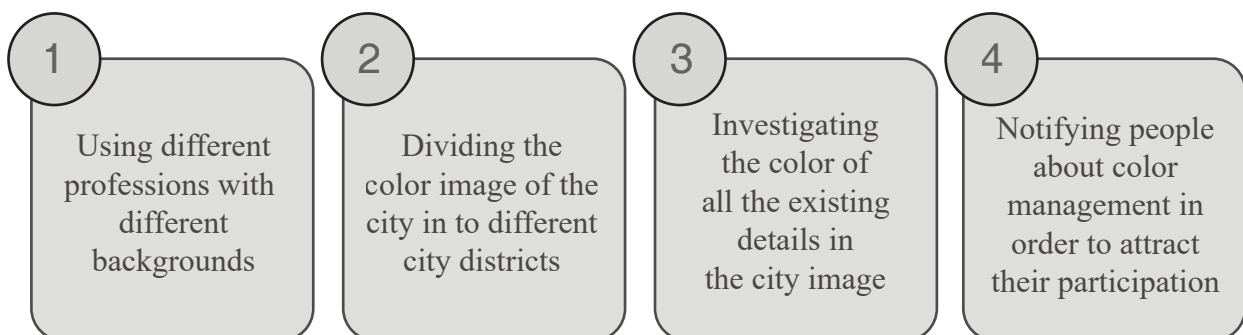 1
Using different
professions with
different
backgrounds
2
Dividing the
color image of the
city in to different
city districts
3
Investigating
the color of
all the existing
details in
the city image
4
Notifying people
about color
management in
order to attract
their participation